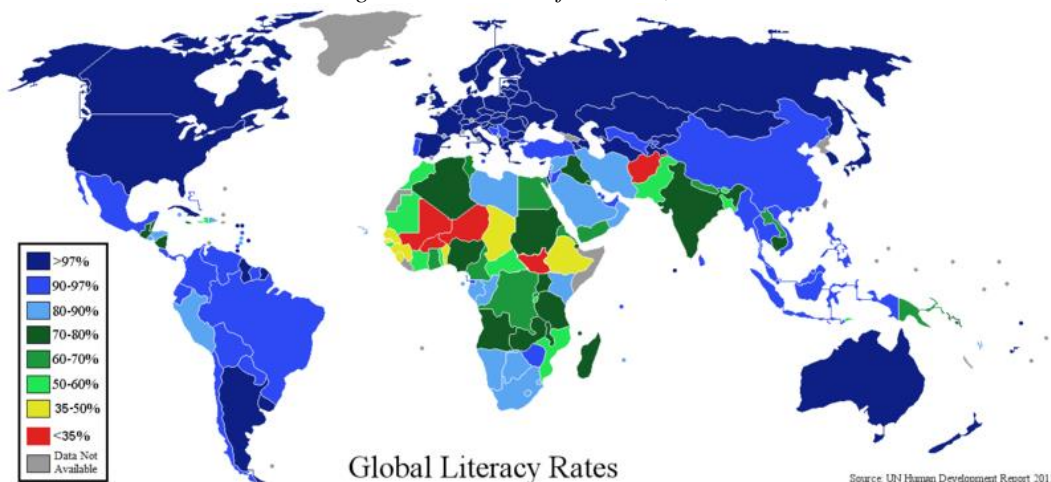 >97%
90-97%
80-90%
70-80%
60-70%
50-60%
35-50%
<35%
Data Not
Available
Global Literacy Rates
Source: UN Human Development Report 201